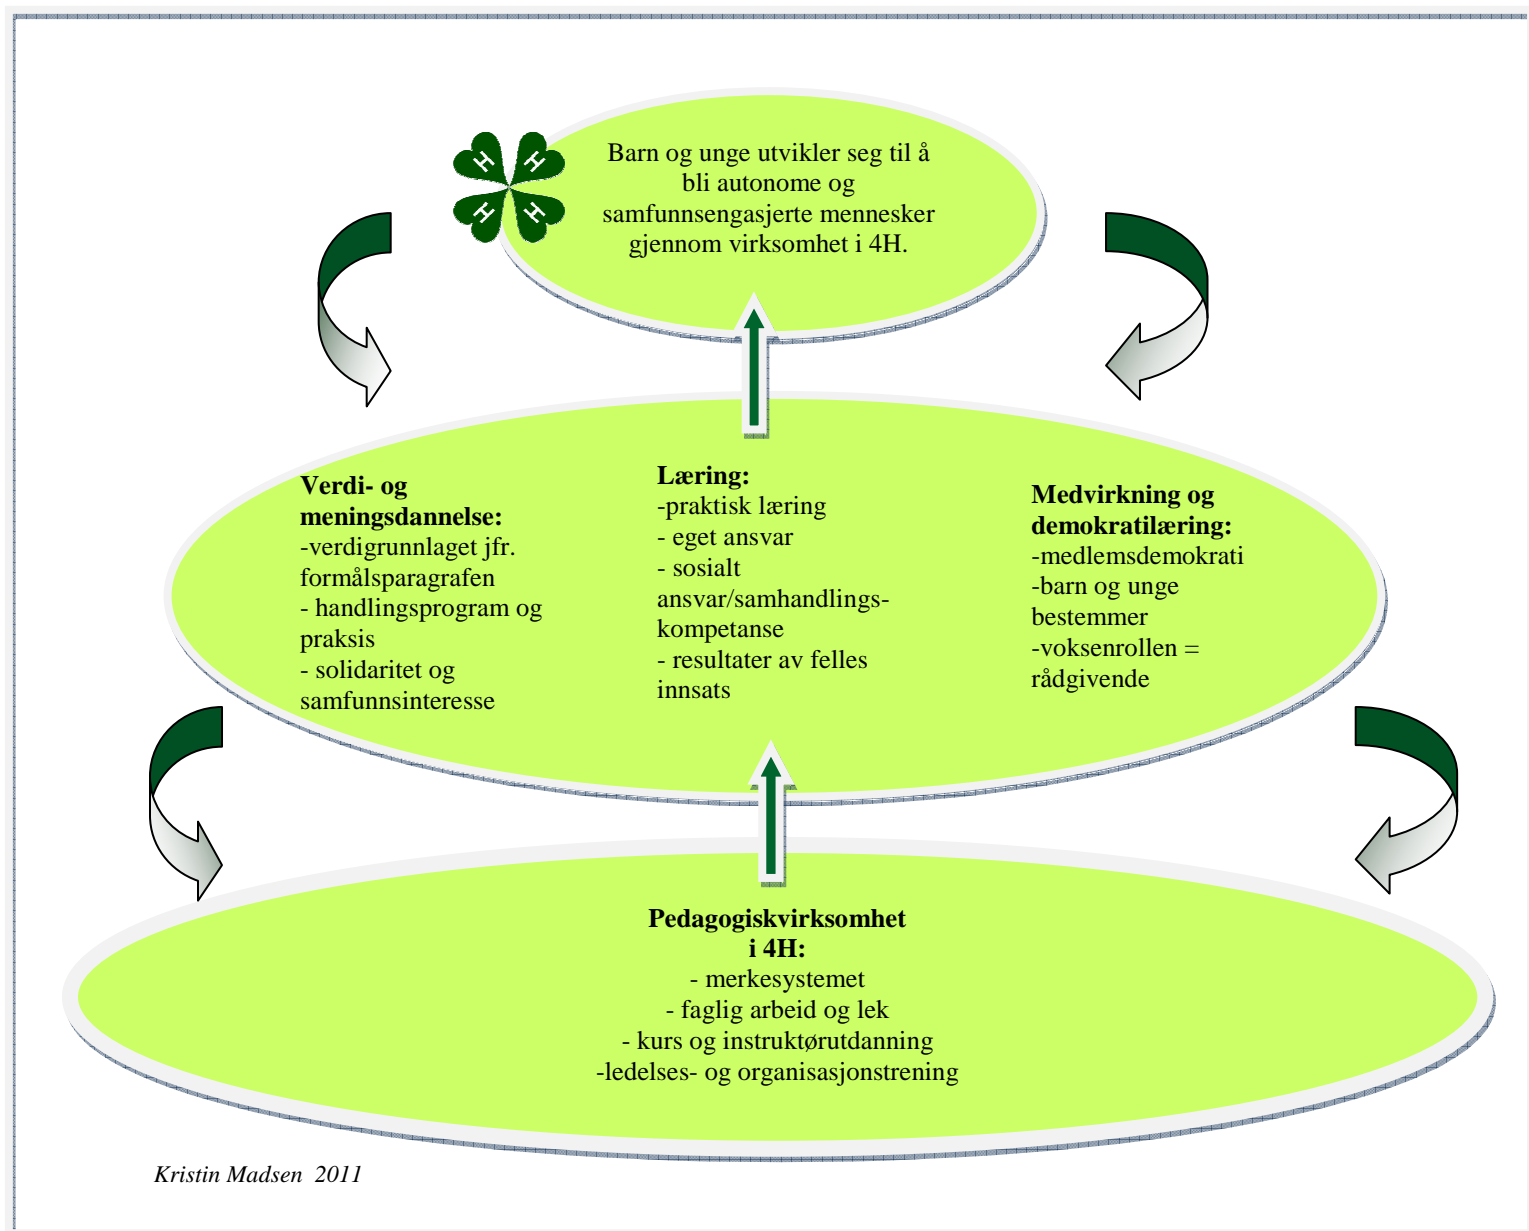 H H
H H
Barn og unge utvikler seg til å
bli autonome og
samfunnsengasjerte mennesker
gjennom virksomhet i 4H.
Verdi- og
meningsdannelse:
-verdigrunnlaget jfr.
formålsparagrafen
- handlingsprogram og
praksis
- solidaritet og
samfunnsinteresse
Læring:
-praktisk læring
- eget ansvar
- sosialt
ansvar/samhandlings-
kompetanse
- resultater av felles
innsats
Medvirkning og
demokratilæring:
-medlemsdemokrati
-barn og unge
bestemmer
-voksenrollen =
rådgivende
Pedagogiskvirksomhet
i 4H:
- merkesystemet
- faglig arbeid og lek
- kurs og instruktørutdanning
-ledelses- og organisasjonstrening
Kristin Madsen  2011